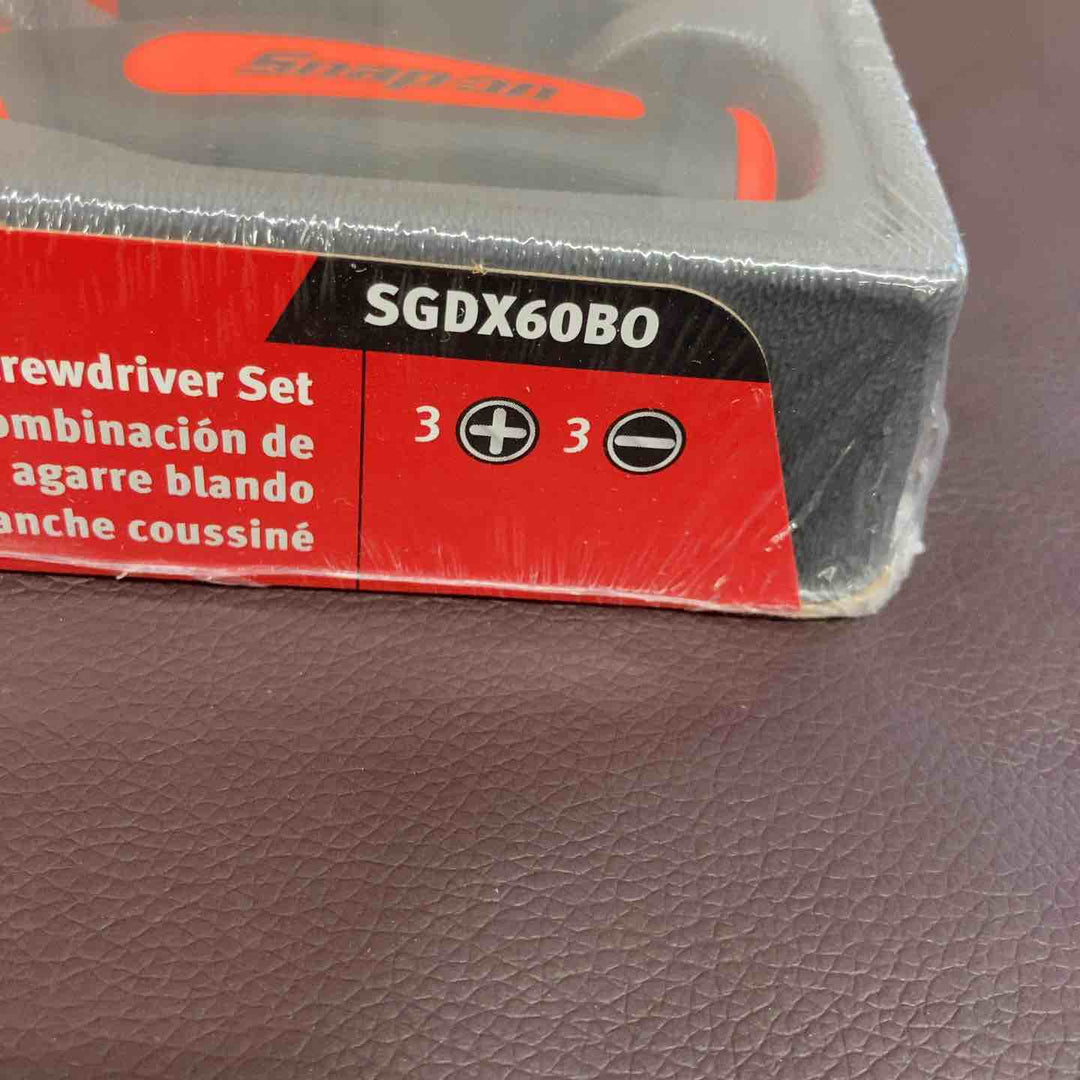 Snap-on
SGDX60BO
rewdriver Set
ombinación de
agarre blando
anche coussiné
3 3